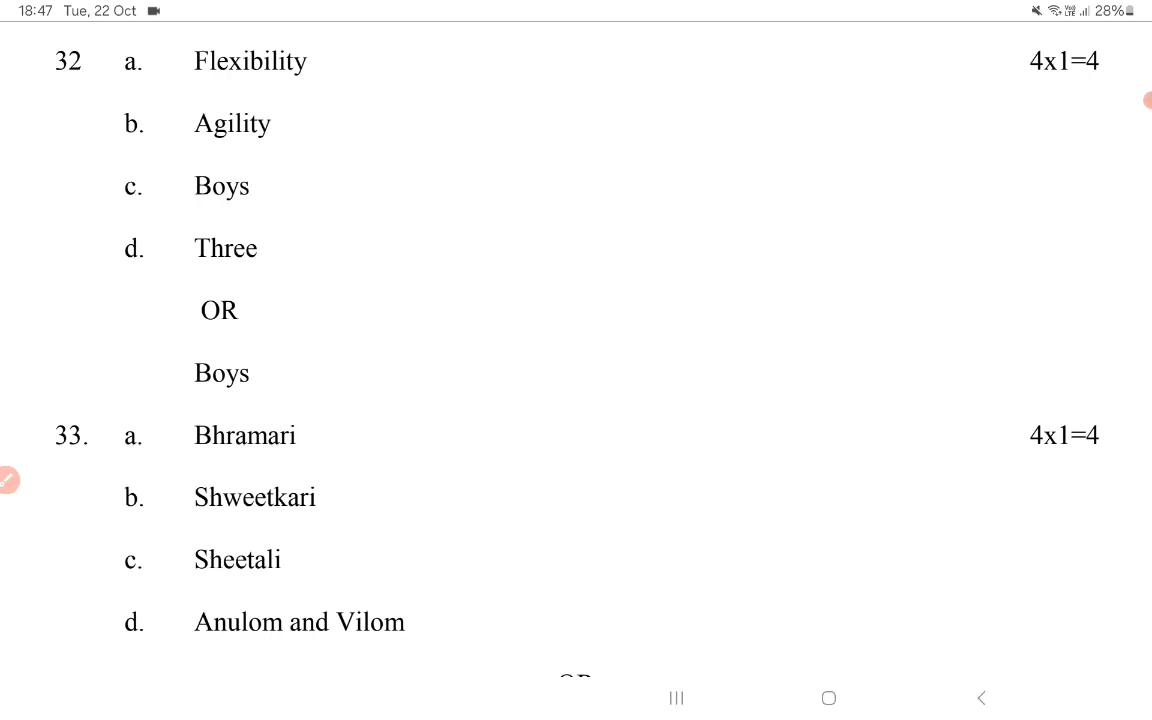 18:47 Tue, 22 Oct 28%
32 a. Flexibility 4x1=4
b. Agility
c. Boys
d. Three
OR
Boys
33. a. Bhramari 4x1=4
b. Shweetkari
c. Sheetali
d. Anulom and Vilom